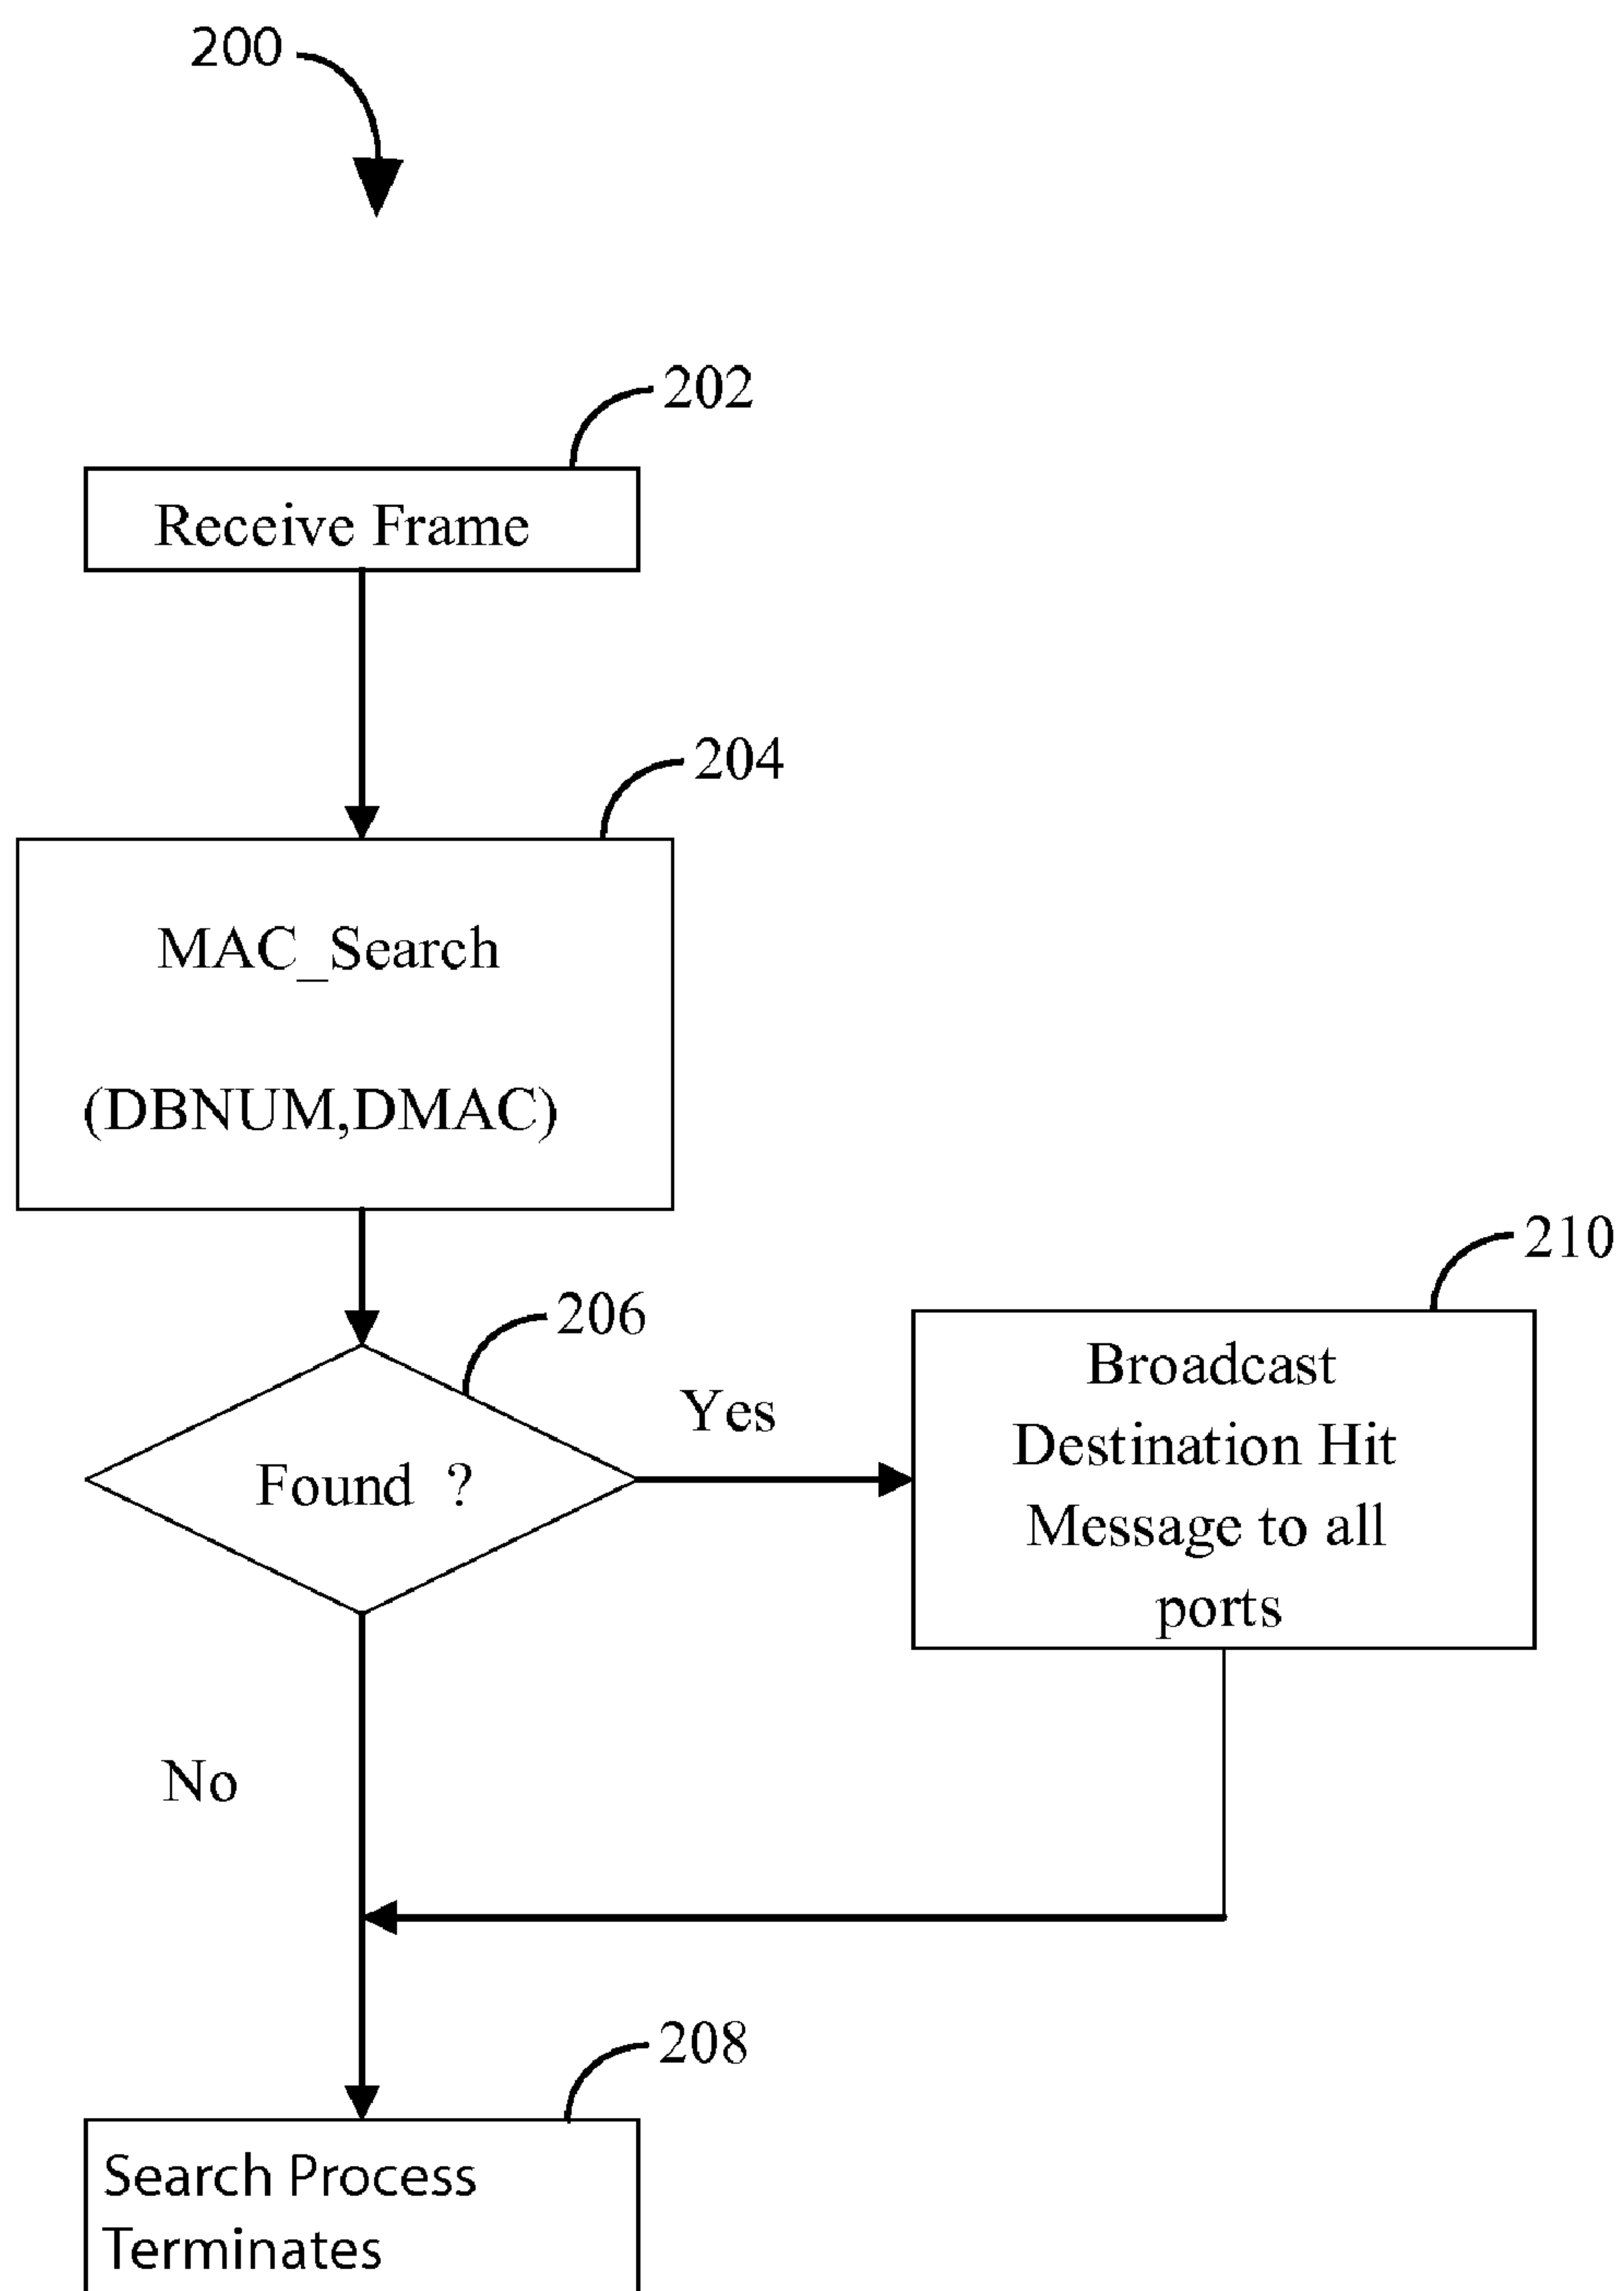 200
202
Receive Frame
204
MAC_Search
(DBNUM,DMAC)
206
Found ?
Yes
210
Broadcast
Destination Hit
Message to all
ports
No
208
Search Process
Terminates